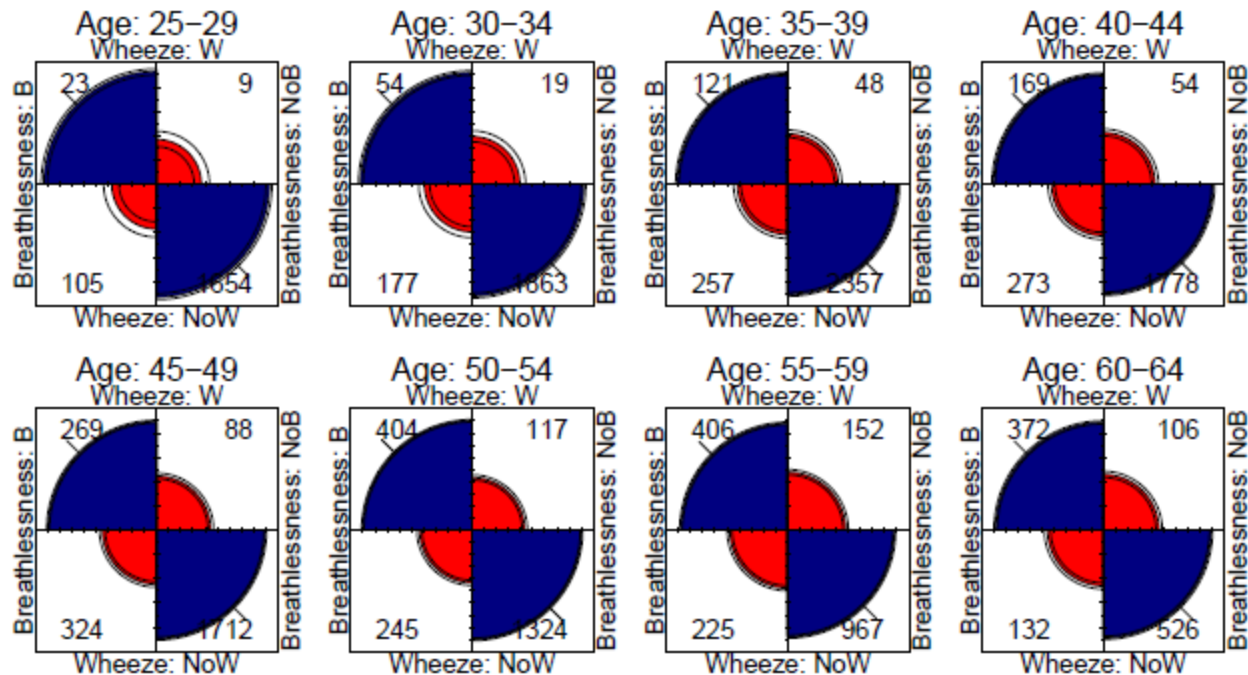 Age: 25−29
Wheeze: W
Breathlessness: B
23
9
Breathlessness: NoB
105
1654
Wheeze: NoW
Age: 30−34
Wheeze: W
Breathlessness: B
54
19
Breathlessness: NoB
177
1863
Wheeze: NoW
Age: 35−39
Wheeze: W
Breathlessness: B
121
48
Breathlessness: NoB
257
2357
Wheeze: NoW
Age: 40−44
Wheeze: W
Breathlessness: B
169
54
Breathlessness: NoB
273
1778
Wheeze: NoW
Age: 45−49
Wheeze: W
Breathlessness: B
269
88
Breathlessness: NoB
324
1712
Wheeze: NoW
Age: 50−54
Wheeze: W
Breathlessness: B
404
117
Breathlessness: NoB
245
1324
Wheeze: NoW
Age: 55−59
Wheeze: W
Breathlessness: B
406
152
Breathlessness: NoB
225
967
Wheeze: NoW
Age: 60−64
Wheeze: W
Breathlessness: B
372
106
Breathlessness: NoB
132
526
Wheeze: NoW